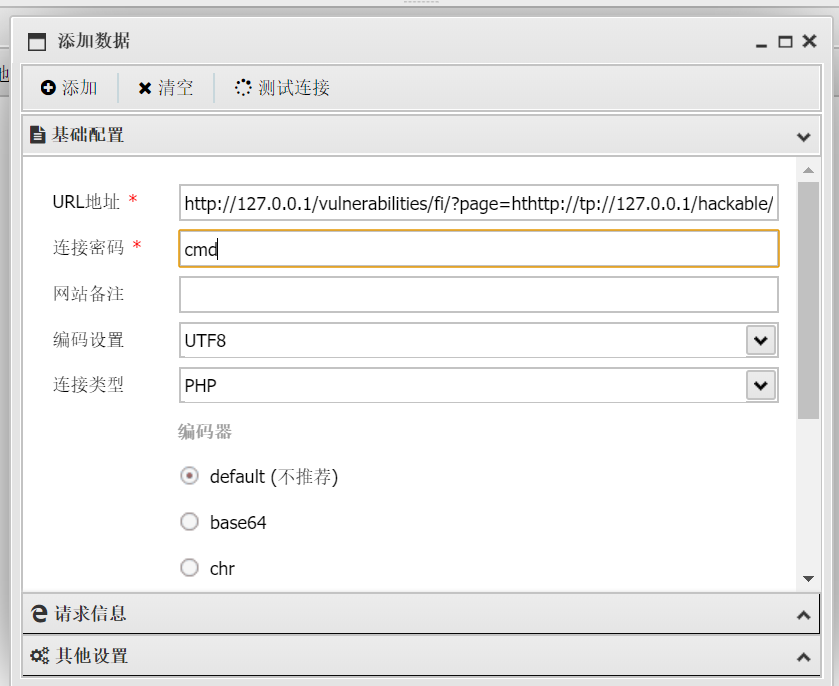 添加数据
添加 清空 测试连接
基础配置
URL地址 * http://127.0.0.1/vulnerabilities/fi/?page=hthttp://tp://127.0.0.1/hackable/
连接密码 * cmd
网站备注
编码设置 UTF8
连接类型 PHP
编码器
default (不推荐)
base64
chr
请求信息
其他设置